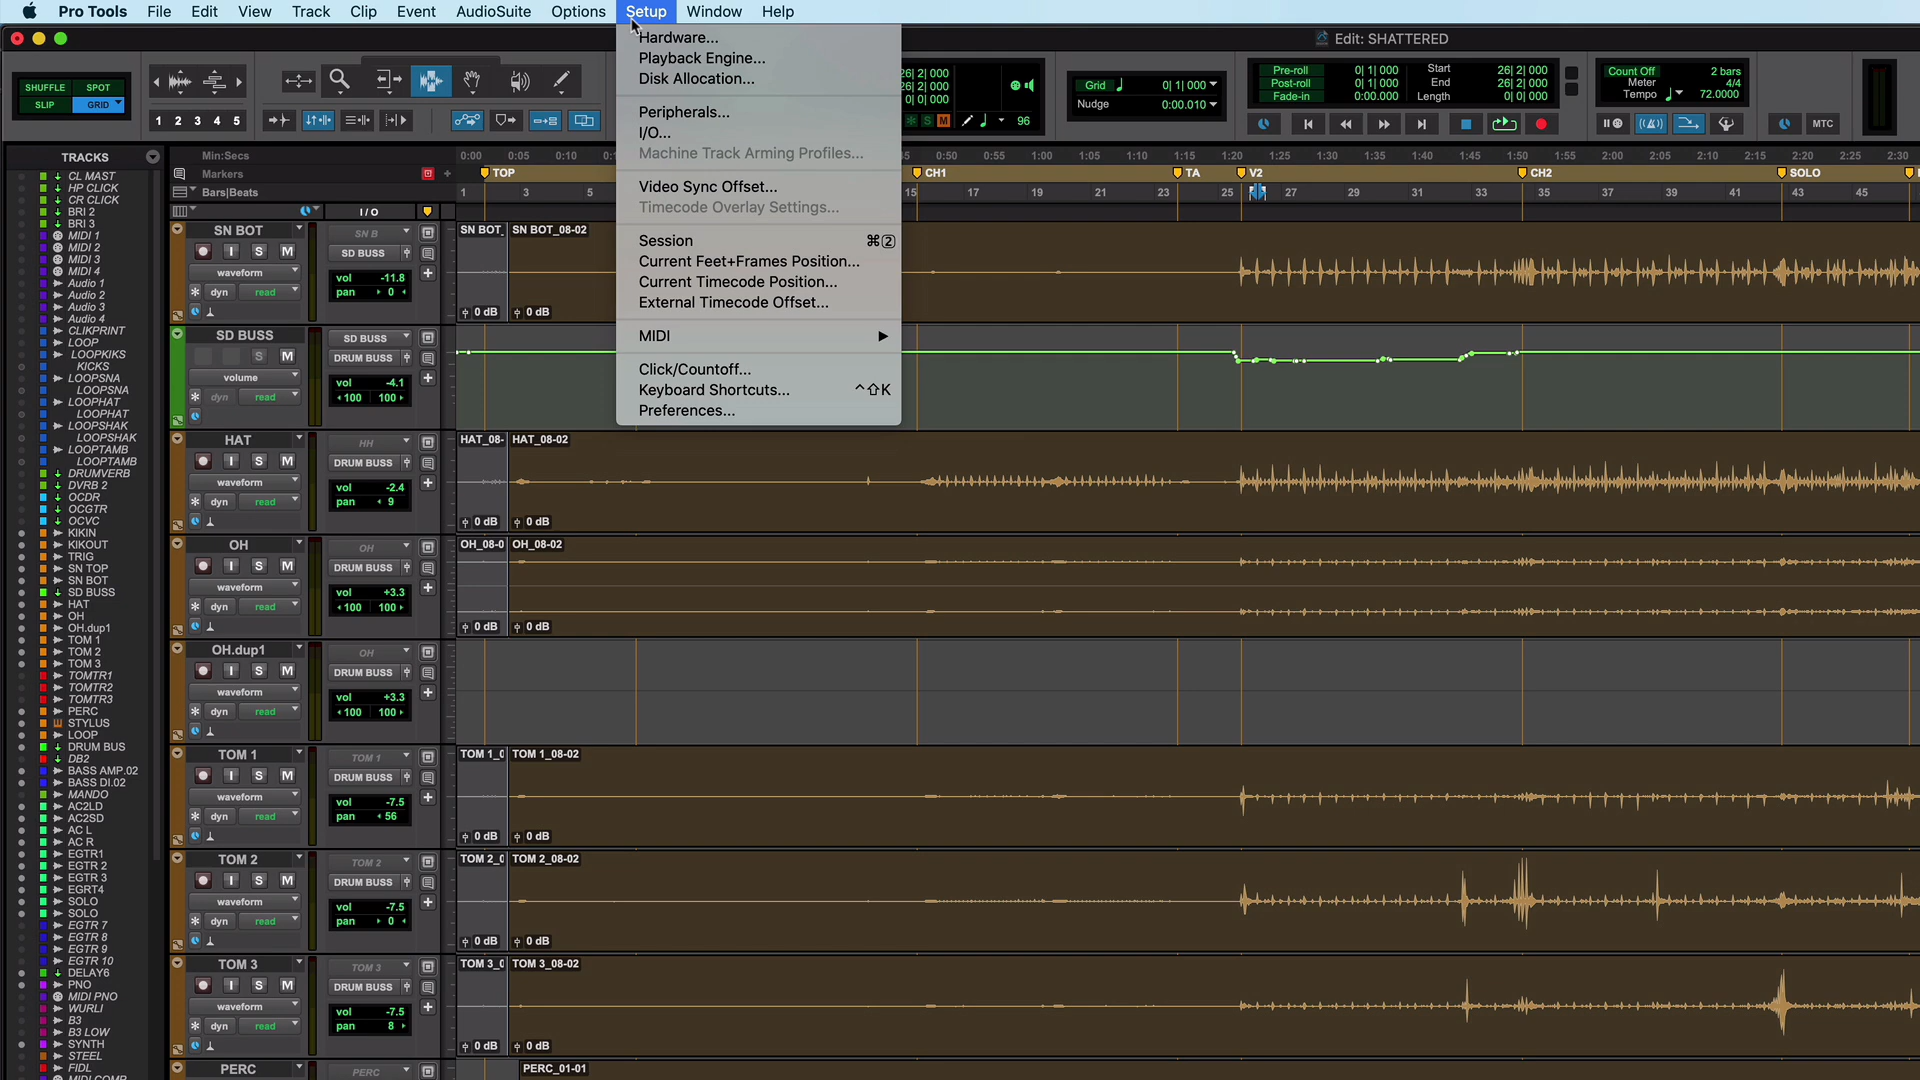 Pro Tools File Edit View Track Clip Event AudioSuite Options Setup Window Help
Edit: SHATTERED
SHUFFLE SPOT
SLIP GRID
1 2 3 4 5
Hardware...
Playback Engine...
Disk Allocation...
Peripherals...
I/O...
Machine Track Arming Profiles...
Video Sync Offset...
Timecode Overlay Settings...
Session ⌘2
Current Feet+Frames Position...
Current Timecode Position...
External Timecode Offset...
MIDI
Click/Countoff...
Keyboard Shortcuts... ^⇧K
Preferences...
26| 2| 000
26| 2| 000
0| 0| 000
S M 96
Grid 0| 1| 000
Nudge 0:00.010
Pre-roll 0| 1| 000 Start 26| 2| 000
Post-roll 0| 1| 000 End 26| 2| 000
Fade-in 0:00.000 Length 0| 0| 000
Count Off 2 bars
Meter 4/4
Tempo 72.0000
MTC
TRACKS
CL MAST
HP CLICK
CR CLICK
BRI 2
BRI 3
MIDI 1
MIDI 2
MIDI 3
MIDI 4
Audio 1
Audio 2
Audio 3
Audio 4
CLIKPRINT
LOOP
LOOPKIKS
KICKS
LOOPSNA
LOOPSNA
LOOPHAT
LOOPHAT
LOOPSHAK
LOOPSHAK
LOOPTAMB
LOOPTAMB
DRUMVERB
DVRB 2
OCDR
OCGTR
OCVC
KIKIN
KIKOUT
TRIG
SN TOP
SN BOT
SD BUSS
HAT
OH
OH.dup1
TOM 1
TOM 2
TOM 3
TOMTR1
TOMTR2
TOMTR3
PERC
STYLUS
LOOP
DRUM BUS
DB2
BASS AMP.02
BASS DI.02
MANDO
AC2LD
AC2SD
AC L
AC R
EGTR1
EGTR 2
EGTR 3
EGRT4
SOLO
SOLO
EGTR 7
EGTR 8
EGTR 9
EGTR 10
DELAY6
PNO
MIDI PNO
WURLI
B3
B3 LOW
SYNTH
STEEL
FIDL
MIDI COMP
Min:Secs 0:00 0:05 0:10 0:50 0:55 1:00 1:05 1:10 1:15 1:20 1:25 1:30 1:35 1:40 1:45 1:50 1:55 2:00 2:05 2:10 2:15 2:20 2:25 2:30
Markers TOP CH1 TA V2 CH2 SOLO
Bars|Beats 1 3 5 15 17 19 21 23 25 27 29 31 33 35 37 39 41 43 45
I/O
SN BOT SN B SN BOT_ SN BOT_08-02
I S M SD BUSS
waveform vol -11.8
dyn read pan 0
0 dB 0 dB
SD BUSS SD BUSS
S M DRUM BUSS
volume vol -4.1
dyn read 100 100
HAT HH HAT_08- HAT_08-02
I S M DRUM BUSS
waveform vol -2.4
dyn read pan 9
0 dB 0 dB
OH OH OH_08-0 OH_08-02
I S M DRUM BUSS
waveform vol +3.3
dyn read 100 100
0 dB 0 dB
OH.dup1 OH
I S M DRUM BUSS
waveform vol +3.3
dyn read 100 100
TOM 1 TOM 1 TOM 1_0 TOM 1_08-02
I S M DRUM BUSS
waveform vol -7.5
dyn read pan 56
0 dB 0 dB
TOM 2 TOM 2 TOM 2_0 TOM 2_08-02
I S M DRUM BUSS
waveform vol -7.5
dyn read pan 0
0 dB 0 dB
TOM 3 TOM 3 TOM 3_0 TOM 3_08-02
I S M DRUM BUSS
waveform vol -7.5
dyn read pan 8
0 dB 0 dB
PERC PERC PERC_01-01